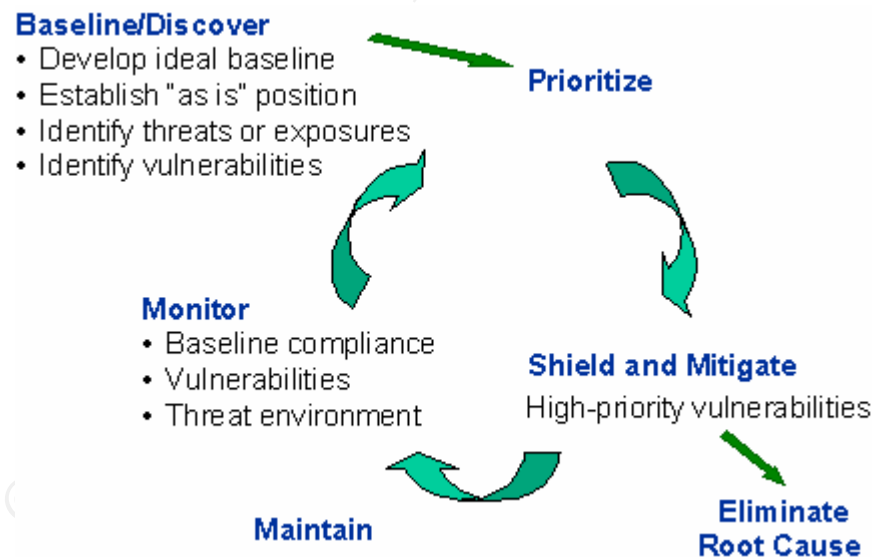 Baseline/Discover
• Develop ideal baseline
• Establish "as is" position
• Identify threats or exposures
• Identify vulnerabilities
Prioritize
Monitor
• Baseline compliance
• Vulnerabilities
• Threat environment
Shield and Mitigate
High-priority vulnerabilities
Maintain
Eliminate
Root Cause